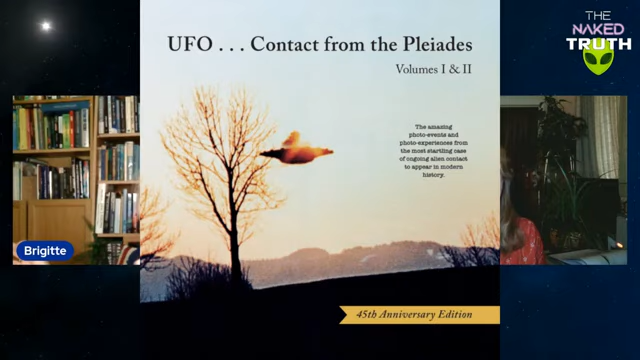 UFO . . . Contact from the Pleiades
Volumes I & II
The amazing
photo-events and
photo-experiences from
the most startling case
of ongoing alien contact
to appear in modern
history.
45th Anniversary Edition
THE
NAKED
TRUTH
Brigitte